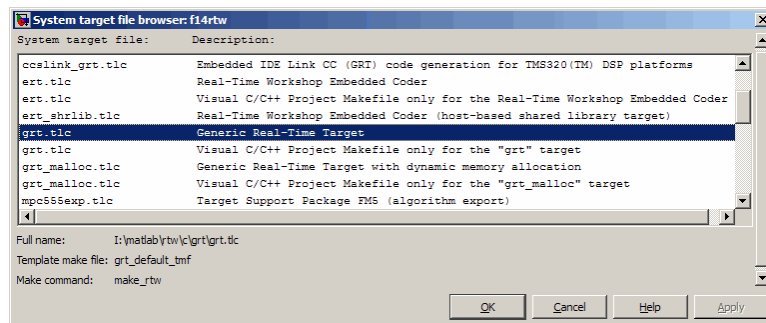 System target file browser: f14rtw
System target file: Description:
ccslink_grt.tlc Embedded IDE Link CC (GRT) code generation for TMS320(TM) DSP platforms
ert.tlc Real-Time Workshop Embedded Coder
ert.tlc Visual C/C++ Project Makefile only for the Real-Time Workshop Embedded Coder
ert_shrlib.tlc Real-Time Workshop Embedded Coder (host-based shared library target)
grt.tlc Generic Real-Time Target
grt.tlc Visual C/C++ Project Makefile only for the "grt" target
grt_malloc.tlc Generic Real-Time Target with dynamic memory allocation
grt_malloc.tlc Visual C/C++ Project Makefile only for the "grt_malloc" target
mpc555exp.tlc Target Support Package FM5 (algorithm export)
Full name: I:\matlab\rtw\c\grt\grt.tlc
Template make file: grt_default_tmf
Make command: make_rtw
OK Cancel Help Apply